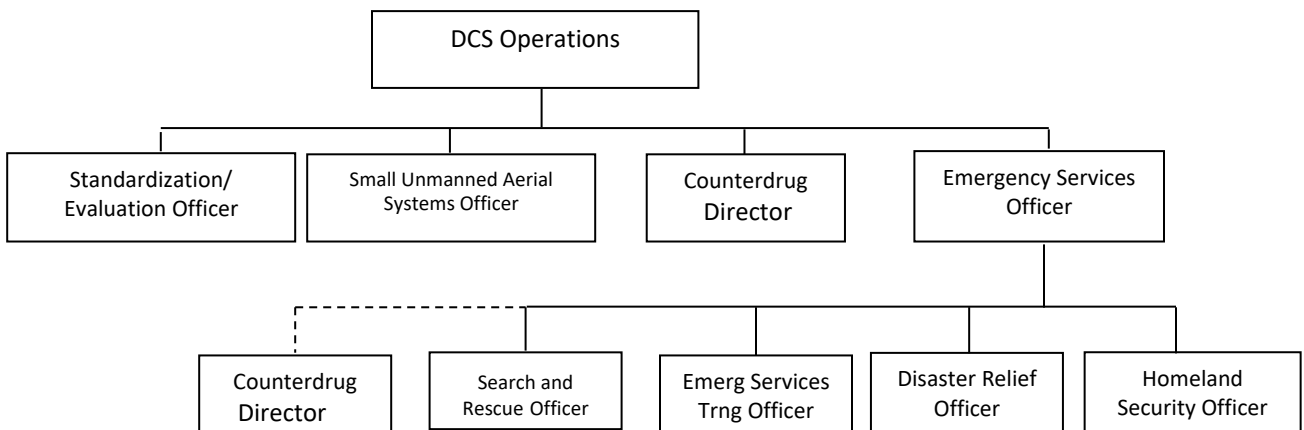 DCS Operations
Standardization/
Evaluation Officer
Small Unmanned Aerial
Systems Officer
Counterdrug
Director
Emergency Services
Officer
Counterdrug
Director
Search and
Rescue Officer
Emerg Services
Trng Officer
Disaster Relief
Officer
Homeland
Security Officer